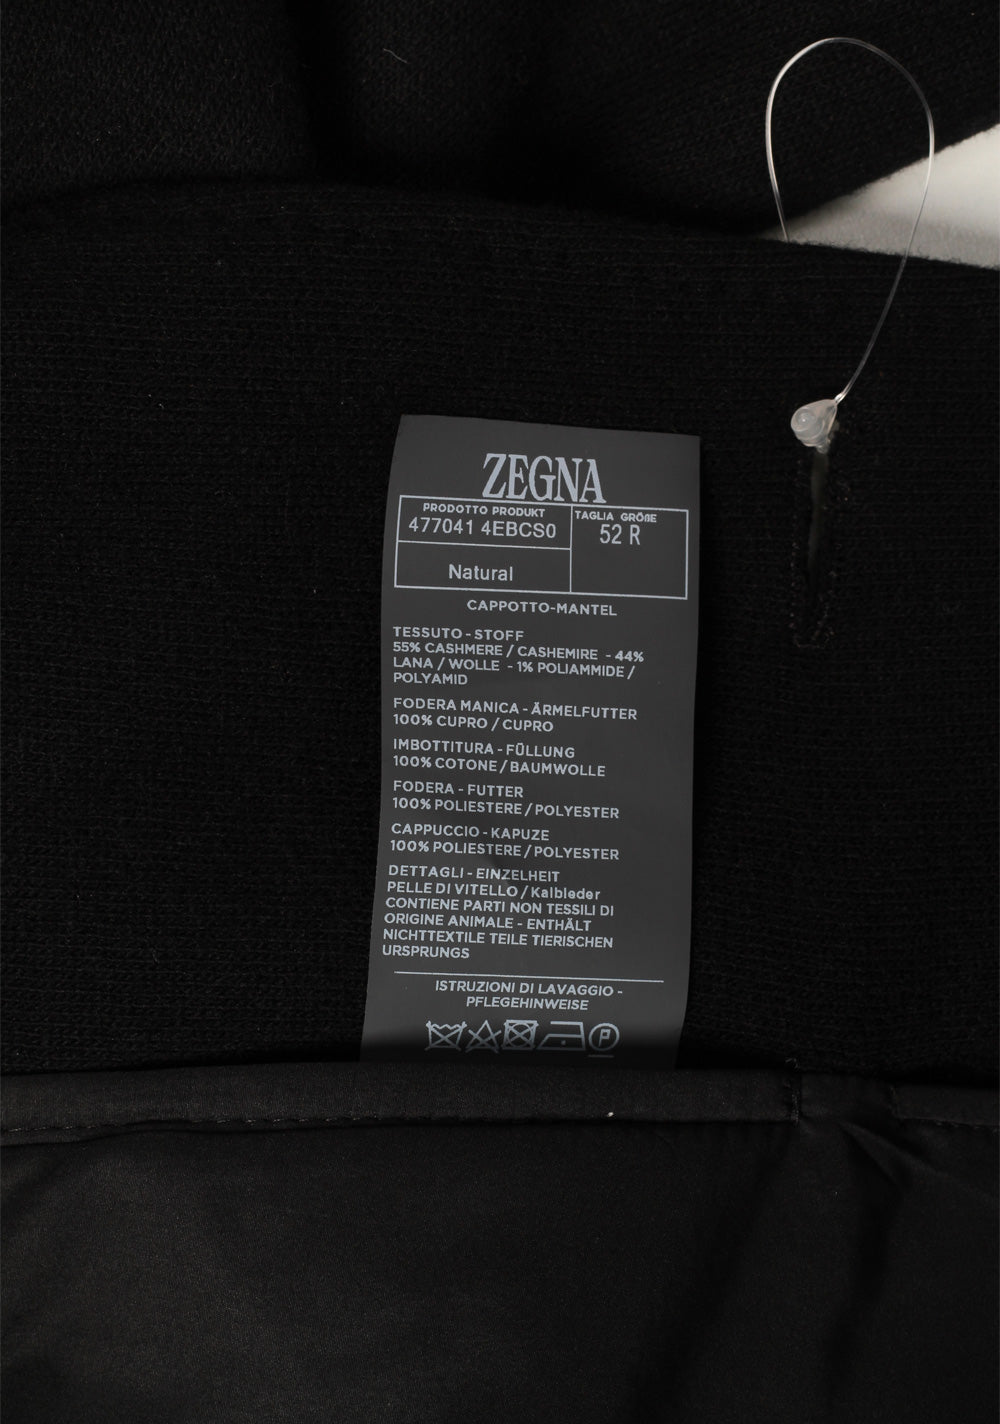 ZEGNA
PRODOTTO PRODUKT
477041 4EBCS0
TAGLIA GRÖßE
52 R
Natural
CAPPOTTO-MANTEL
TESSUTO - STOFF
55% CASHMERE / CASHEMIRE - 44%
LANA / WOLLE - 1% POLIAMMIDE /
POLYAMID
FODERA MANICA - ÄRMELFUTTER
100% CUPRO / CUPRO
IMBOTTITURA - FÜLLUNG
100% COTONE / BAUMWOLLE
FODERA - FUTTER
100% POLIESTERE / POLYESTER
CAPPUCCIO - KAPUZE
100% POLIESTERE / POLYESTER
DETTAGLI - EINZELHEIT
PELLE DI VITELLO / Kalbleder
CONTIENE PARTI NON TESSILI DI
ORIGINE ANIMALE - ENTHÄLT
NICHTTEXTILE TEILE TIERISCHEN
URSPRUNGS
ISTRUZIONI DI LAVAGGIO -
PFLEGEHINWEISE
P